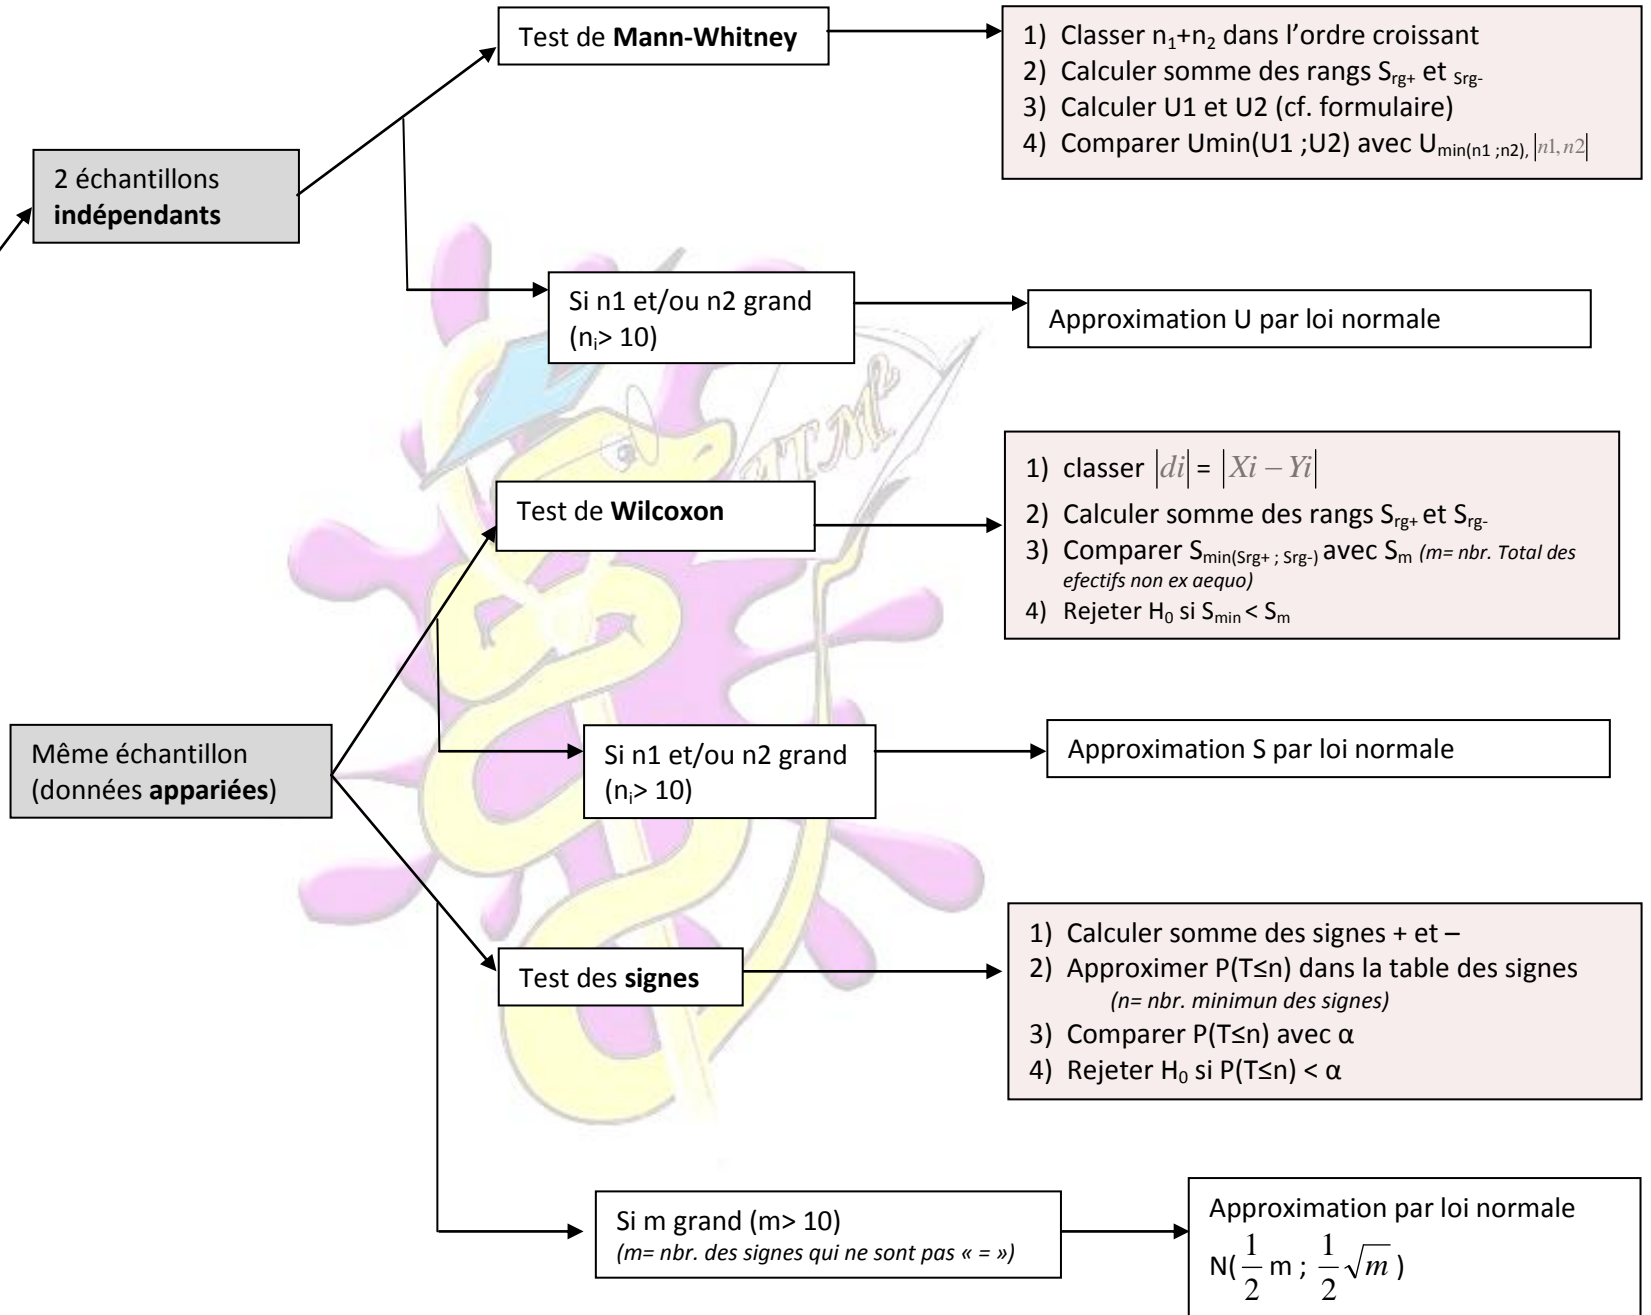 Test de Mann-Whitney
1) Classer n₁+n₂ dans l’ordre croissant
2) Calculer somme des rangs Srg+ et Srg-
3) Calculer U1 et U2 (cf. formulaire)
4) Comparer Umin(U1 ;U2) avec Umin(n1 ;n2), |n1,n2|
2 échantillons
indépendants
Si n1 et/ou n2 grand
(nᵢ> 10)
Approximation U par loi normale
ATM²
Test de Wilcoxon
1) classer |di| = |Xi – Yi|
2) Calculer somme des rangs Srg+ et Srg-
3) Comparer Smin(Srg+ ; Srg-) avec Sm (m= nbr. Total des
efectifs non ex aequo)
4) Rejeter H₀ si Smin < Sm
Même échantillon
(données appariées)
Si n1 et/ou n2 grand
(nᵢ> 10)
Approximation S par loi normale
Test des signes
1) Calculer somme des signes + et –
2) Approximer P(T≤n) dans la table des signes
(n= nbr. minimun des signes)
3) Comparer P(T≤n) avec α
4) Rejeter H₀ si P(T≤n) < α
Si m grand (m> 10)
(m= nbr. des signes qui ne sont pas « = »)
Approximation par loi normale
N(1/2 m ; 1/2 √m )